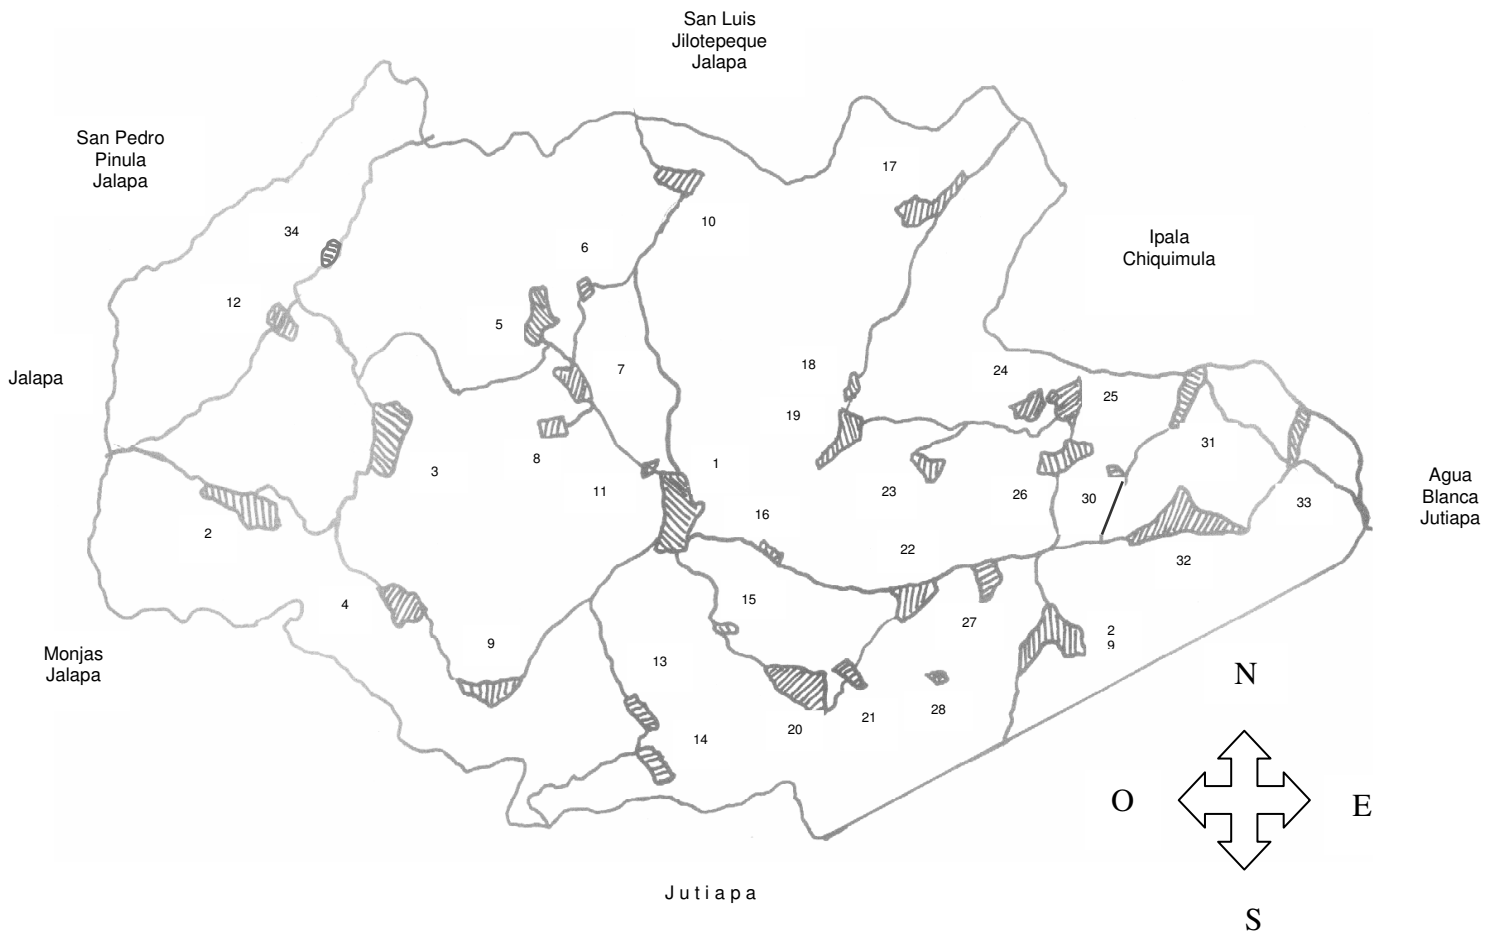 San Luis
Jilotepeque
Jalapa
San Pedro
Pinula
Jalapa
17
10
34
6
Ipala
Chiquimula
12
5
18
7
24
Jalapa
25
19
31
3
8
1
11
23
26
30
33
Agua
Blanca
Jutiapa
16
2
22
32
4
15
27
9
2
9
13
Monjas
Jalapa
N
28
21
20
14
O
E
Jutiapa
S